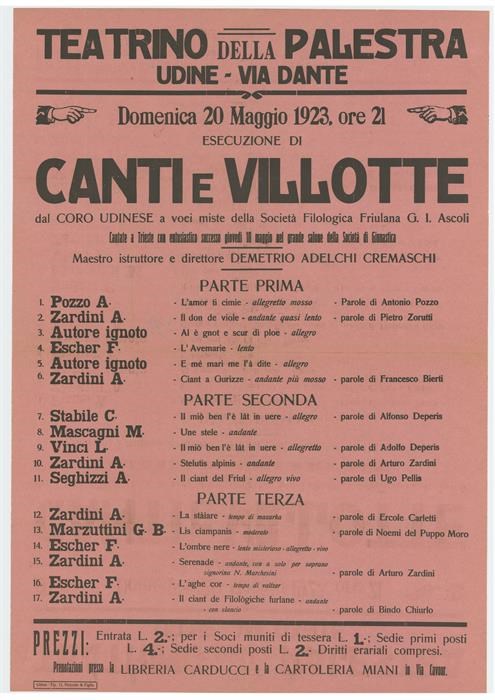 TEATRINO DELLA PALESTRA
UDINE - VIA DANTE
Domenica 20 Maggio 1923, ore 21
ESECUZIONE DI
CANTI E VILLOTTE
dal CORO UDINESE a voci miste della Società Filologica Friulana G. I. Ascoli
Cantate a Trieste con entusiastico successo giovedì 10 maggio nel grande salone della Società di Ginnastica
Maestro istruttore e direttore DEMETRIO ADELCHI CREMASCHI
PARTE PRIMA
1. Pozzo A. - L'amor ti cimie - allegretto mosso - Parole di Antonio Pozzo
2. Zardini A. - Il don de viole - andante quasi lento - parole di Pietro Zorutti
3. Autore ignoto - Al è gnot e scur di ploe - allegro
4. Escher F. - L'Avemarie - lento
5. Autore ignoto - E mé mari me l'à dite - allegro
6. Zardini A. - Ciant a Gurizze - andante più mosso - parole di Francesco Bierti
PARTE SECONDA
7. Stabile C. - Il miò ben l'è lât in uere - allegro - parole di Alfonso Deperis
8. Mascagni M. - Une stele - andante
9. Vinci L. - Il miò ben l'è lât in uere - allegretto - parole di Adolfo Deperis
10. Zardini A. - Stelutis alpinis - andante - parole di Arturo Zardini
11. Seghizzi A. - Il ciant del Friul - allegro vivo - parole di Ugo Pellis
PARTE TERZA
12. Zardini A. - La stàiare - tempo di mazurka - parole di Ercole Carletti
13. Marzuttini G. B. - Lis ciampanis - moderato - parole di Noemi del Puppo Moro
14. Escher F. - L'ombre nere - lento misterioso - allegretto - vivo
15. Zardini A. - Serenade - andante, con a solo per soprano
signorina N. Marchesini - parole di Arturo Zardini
16. Escher F. - L'aghe cor - tempo di valtzer
17. Zardini A. - Il ciant de Filològiche furlane - andante
- con slancio - parole di Bindo Chiurlo
PREZZI: Entrata L. 2.-; per i Soci muniti di tessera L. 1.-; Sedie primi posti
L. 4.-; Sedie secondi posti L. 2.- Diritti erariali compresi.
Prenotazioni presso la LIBRERIA CARDUCCI e la CARTOLERIA MIANI in Via Cavour.